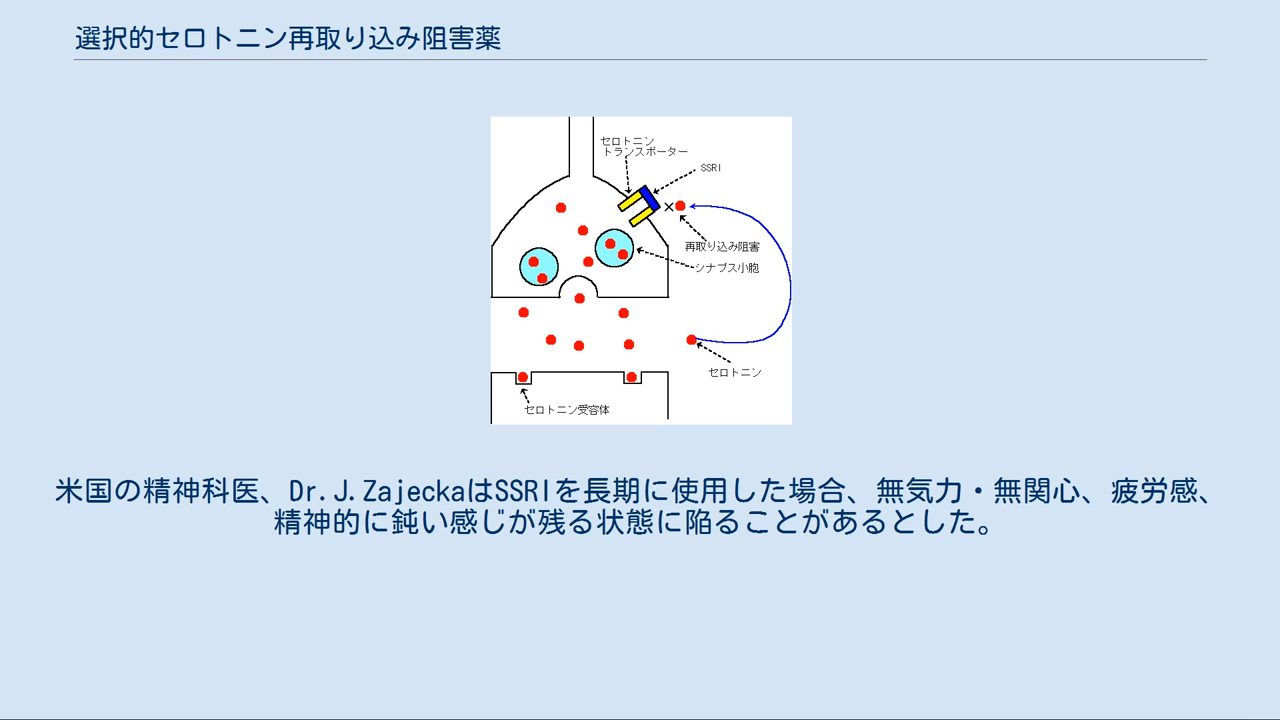 選択的セロトニン再取り込み阻害薬
セロトニン
トランスポーター
SSRI
再取り込み阻害
シナプス小胞
セロトニン
セロトニン受容体
米国の精神科医、Dr.J.ZajeckaはSSRIを長期に使用した場合、無気力・無関心、疲労感、
精神的に鈍い感じが残る状態に陥ることがあるとした。